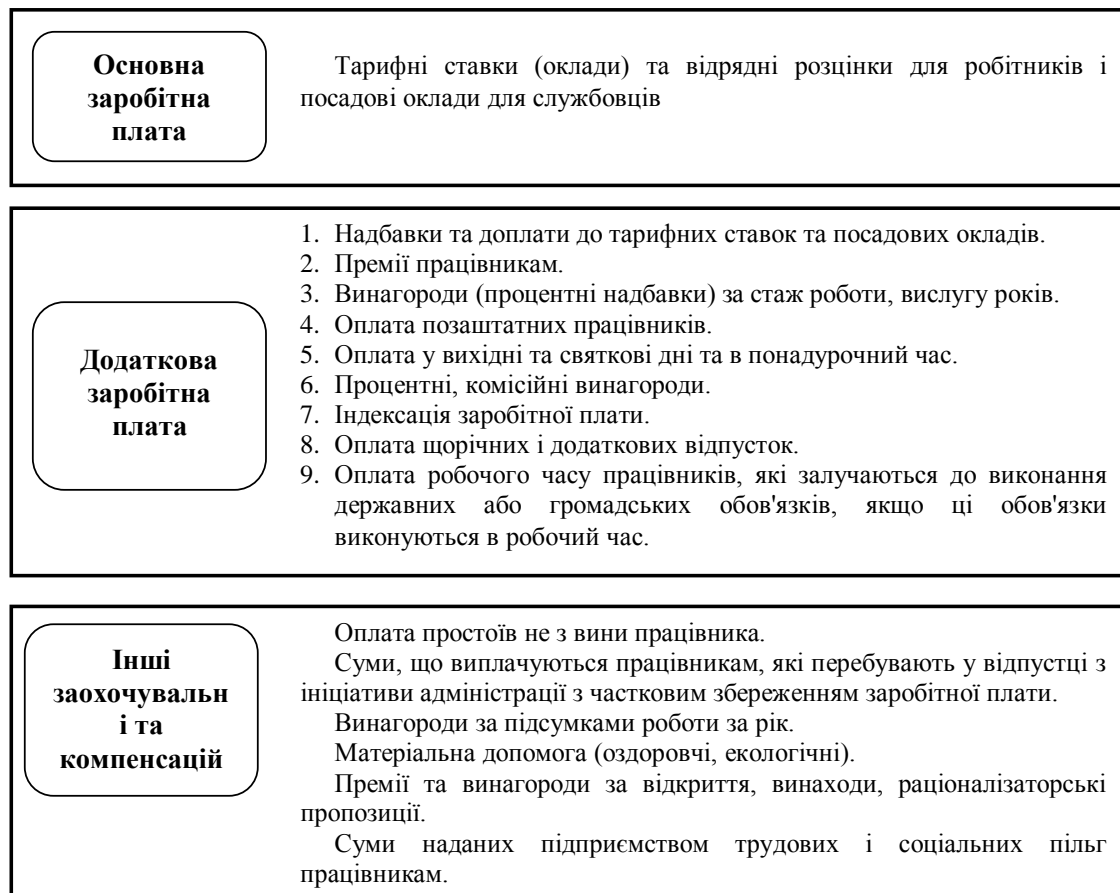 Основна
заробітна
плата
Тарифні ставки (оклади) та відрядні розцінки для робітників і
посадові оклади для службовців
Додаткова
заробітна
плата
1. Надбавки та доплати до тарифних ставок та посадових окладів.
2. Премії працівникам.
3. Винагороди (процентні надбавки) за стаж роботи, вислугу років.
4. Оплата позаштатних працівників.
5. Оплата у вихідні та святкові дні та в понадурочний час.
6. Процентні, комісійні винагороди.
7. Індексація заробітної плати.
8. Оплата щорічних і додаткових відпусток.
9. Оплата робочого часу працівників, які залучаються до виконання
державних або громадських обов'язків, якщо ці обов'язки
виконуються в робочий час.
Інші
заохочувальн
і та
компенсацій
Оплата простоїв не з вини працівника.
Суми, що виплачуються працівникам, які перебувають у відпустці з
ініціативи адміністрації з частковим збереженням заробітної плати.
Винагороди за підсумками роботи за рік.
Матеріальна допомога (оздоровчі, екологічні).
Премії та винагороди за відкриття, винаходи, раціоналізаторські
пропозиції.
Суми наданих підприємством трудових і соціальних пільг
працівникам.